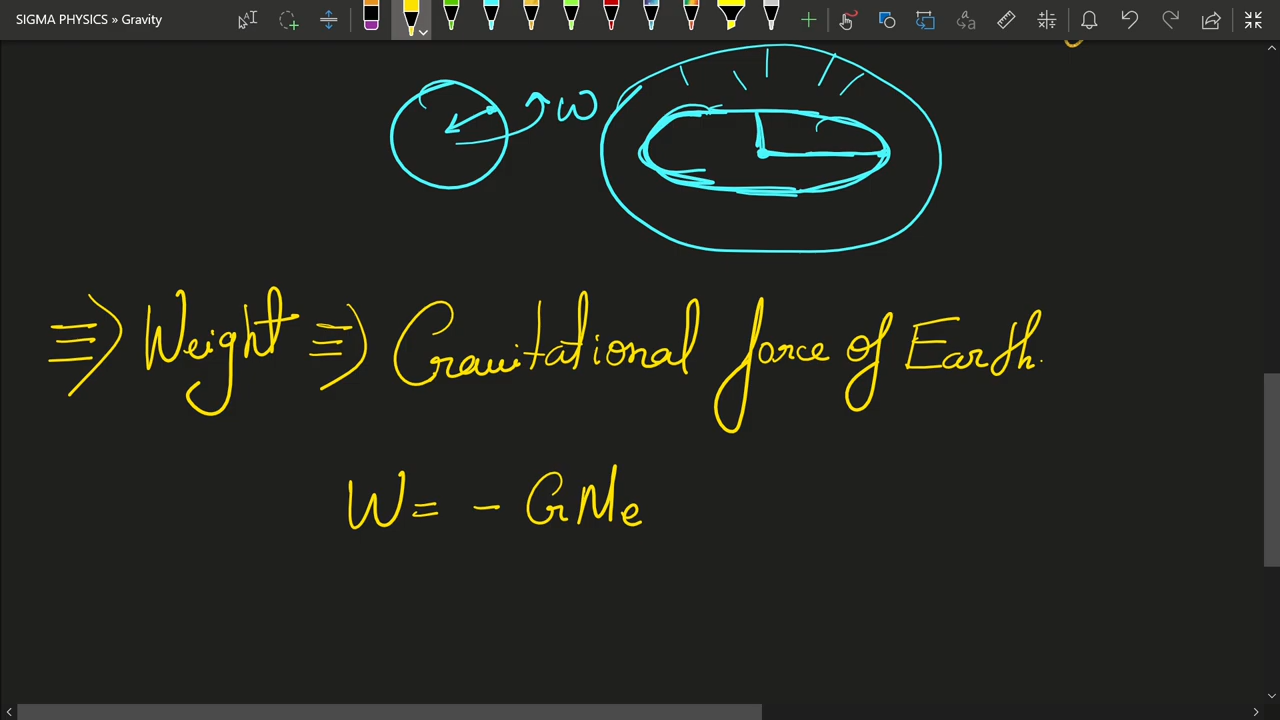 SIGMA PHYSICS » Gravity
ω
⇛ Weight ⇛ Gravitational force of Earth.
W = - GMe